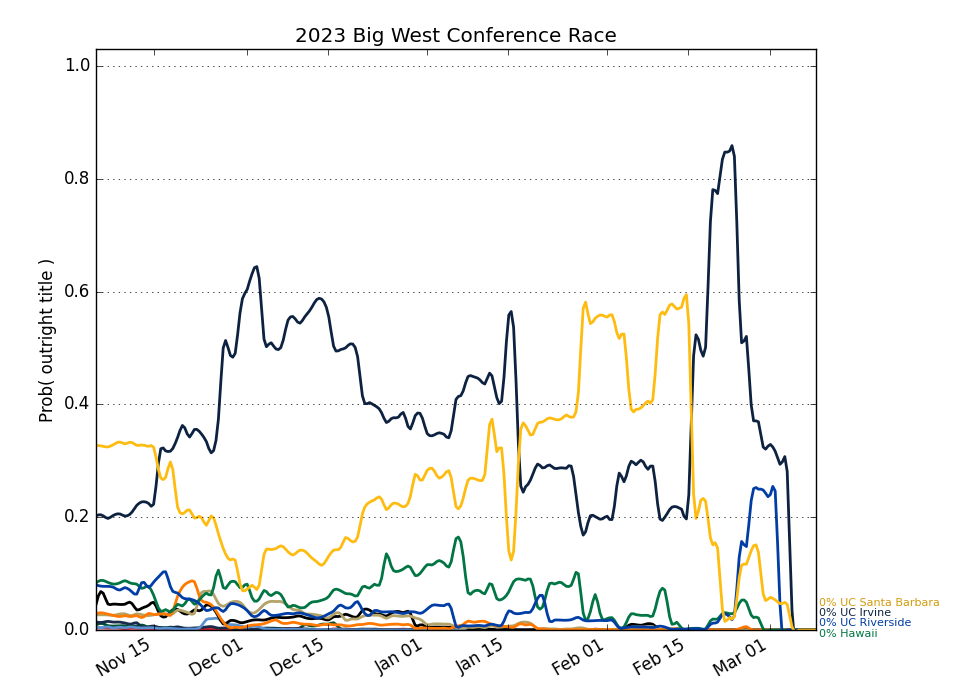 2023 Big West Conference Race
1.0
0.8
0.6
0.4
0.2
0.0
Prob( outright title )
Nov 15
Dec 01
Dec 15
Jan 01
Jan 15
Feb 01
Feb 15
Mar 01
0% UC Santa Barbara
0% UC Irvine
0% UC Riverside
0% Hawaii